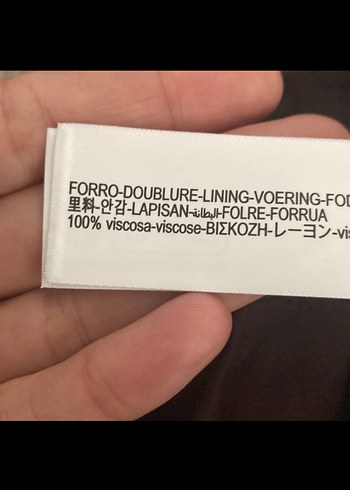 FORRO-DOUBLURE-LINING-VOERING-FOD
里料-안감-LAPISAN-البطانة-FOLRE-FORRUA
100% viscosa-viscose-ΒΙΣΚΟΖΗ-レーヨン-vis